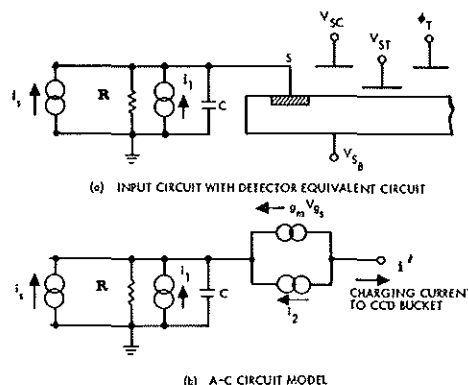 V_SC
V_ST
φ_T
S
i_s
R
i_1
C
V_SB
(a) INPUT CIRCUIT WITH DETECTOR EQUIVALENT CIRCUIT
g_m V_gs
i_s
R
i_1
C
i_2
i'
CHARGING CURRENT
TO CCD BUCKET
(b) A-C CIRCUIT MODEL